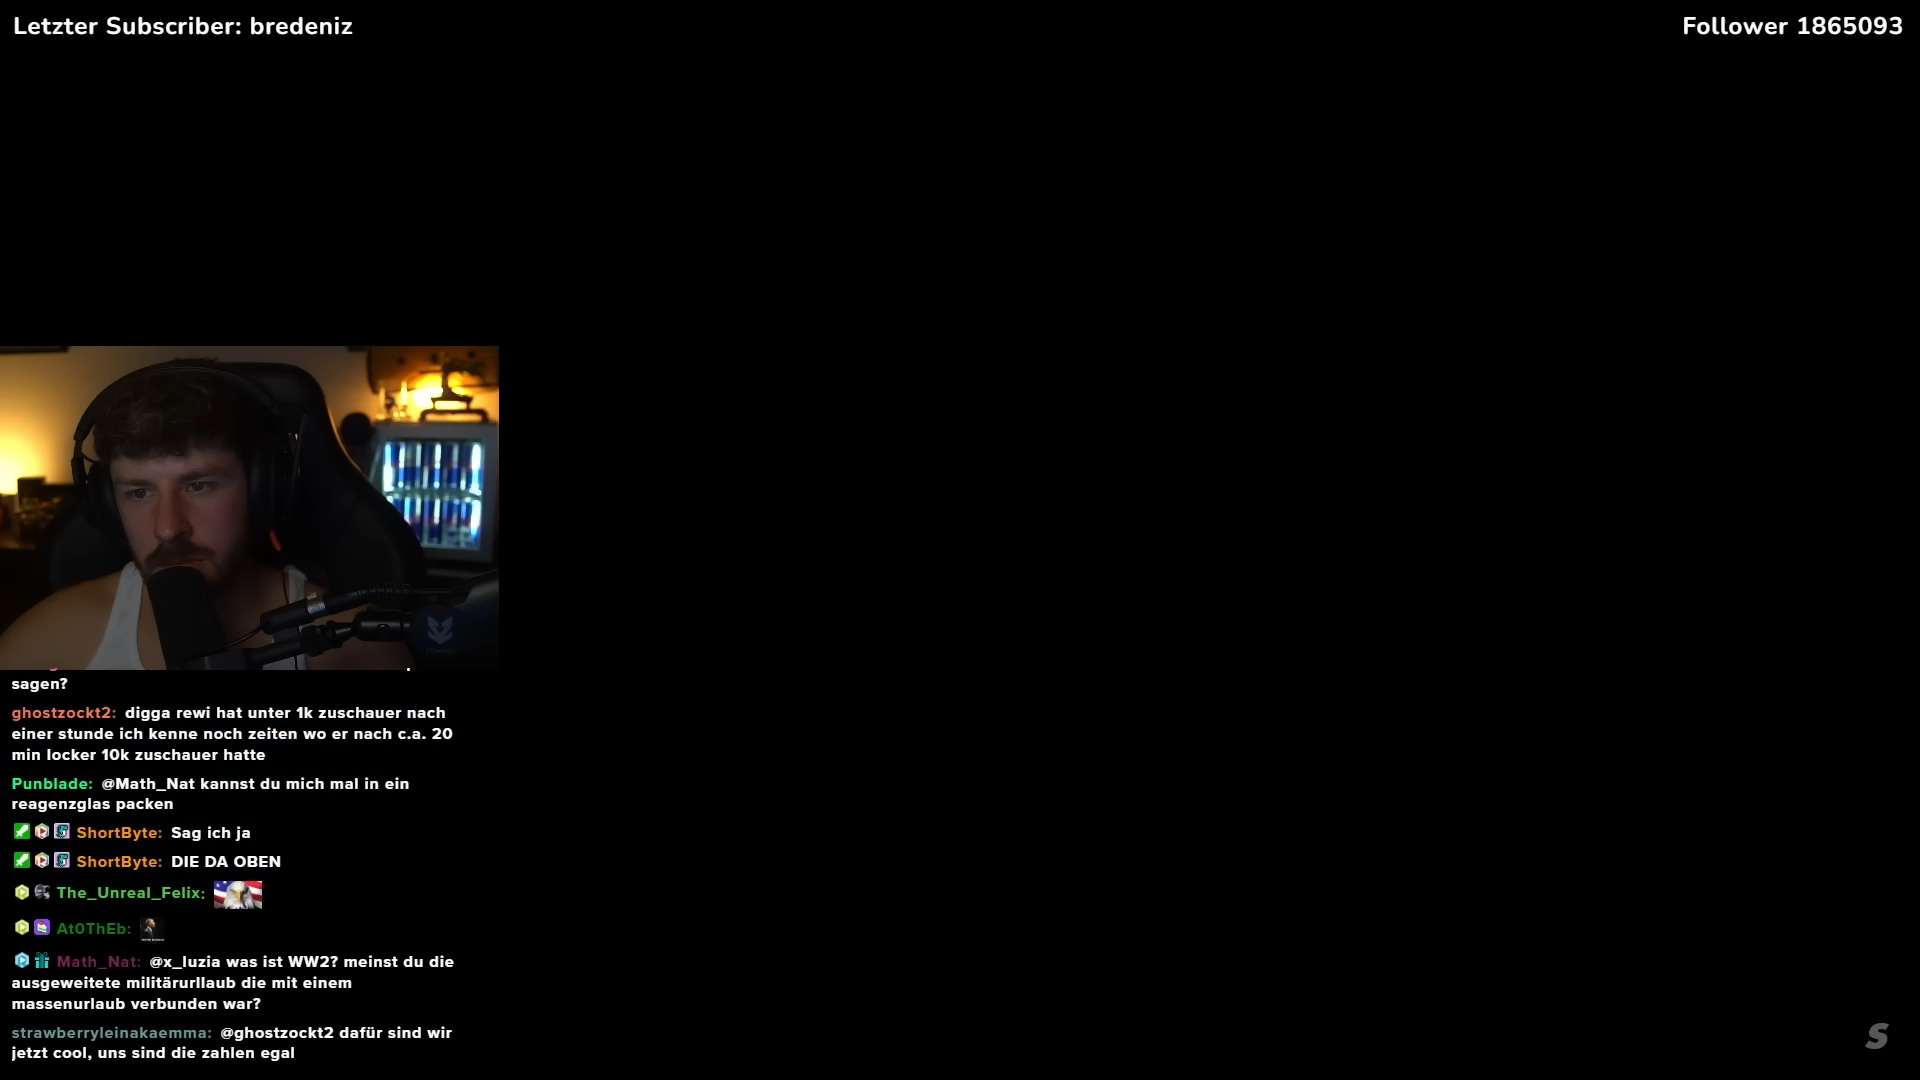 Letzter Subscriber: bredeniz
Follower 1865093
sagen?
ghostzockt2: digga rewi hat unter 1k zuschauer nach
einer stunde ich kenne noch zeiten wo er nach c.a. 20
min locker 10k zuschauer hatte
Punblade: @Math_Nat kannst du mich mal in ein
reagenzglas packen
ShortByte: Sag ich ja
ShortByte: DIE DA OBEN
The_Unreal_Felix:
At0ThEb:
Math_Nat: @x_luzia was ist WW2? meinst du die
ausgeweitete militärurllaub die mit einem
massenurlaub verbunden war?
strawberryleinakaemma: @ghostzockt2 dafür sind wir
jetzt cool, uns sind die zahlen egal
S